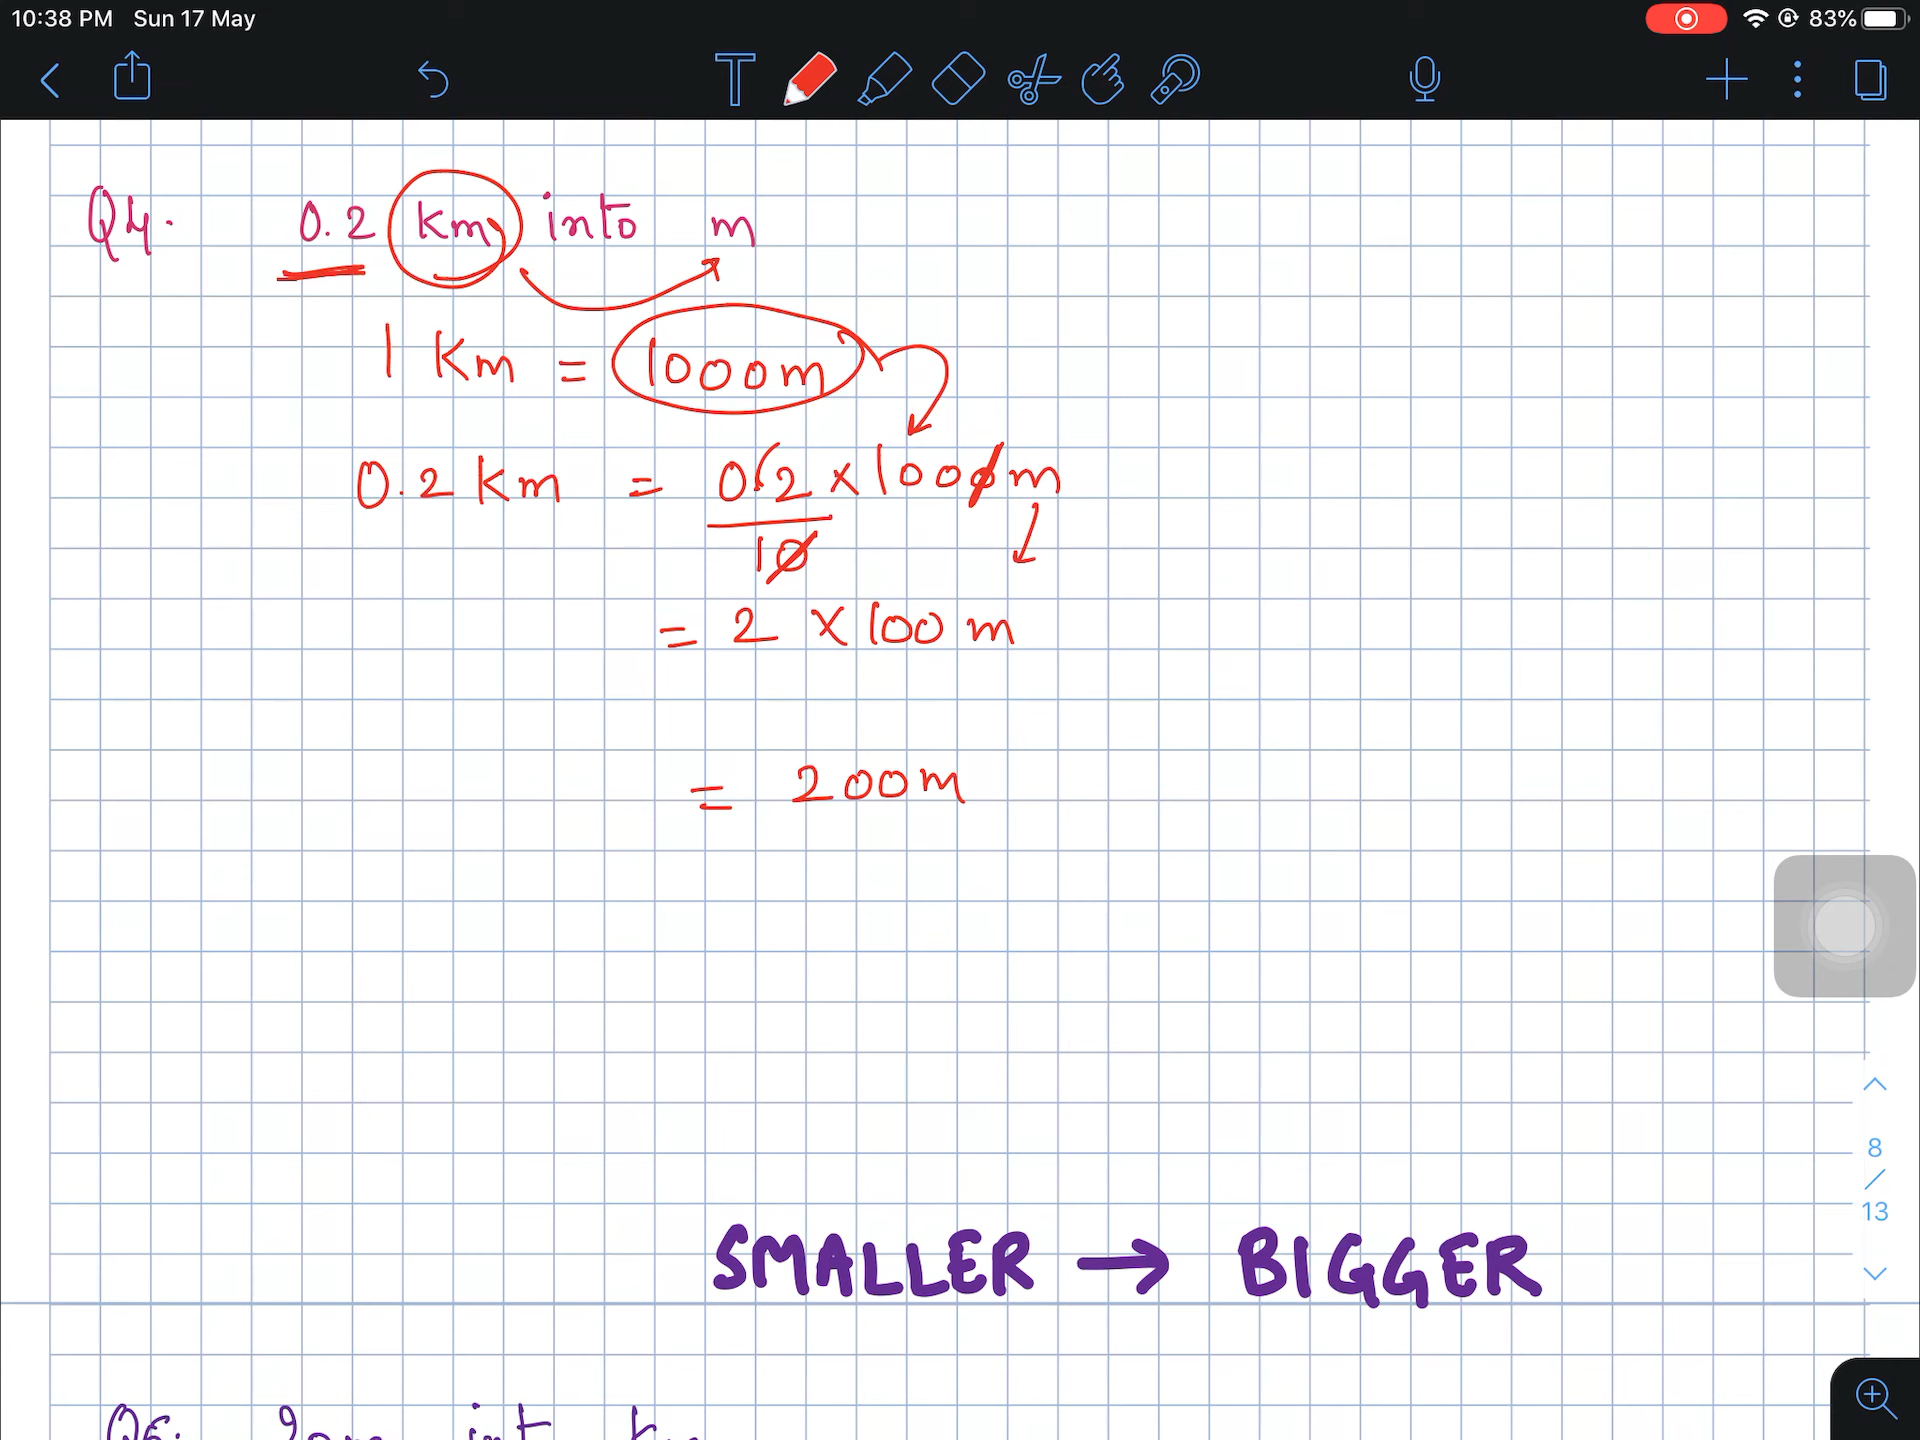 10:38 PM Sun 17 May 83%
Q4. 0.2 Km into m
1 Km = 1000m
0.2 Km = 0.2 x 1000m
10
= 2 x 100 m
= 200m
8
/
13
SMALLER → BIGGER